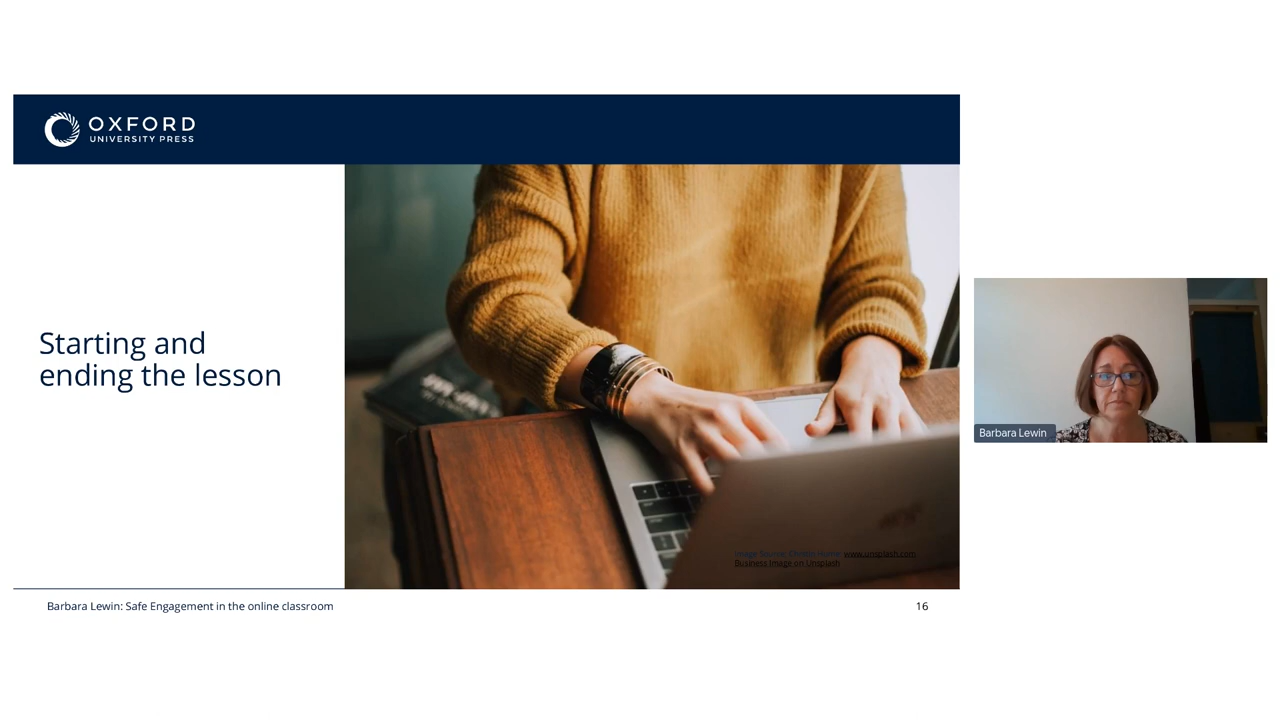 OXFORD
UNIVERSITY PRESS
Starting and
ending the lesson
Image Source: Christin Hume, www.unsplash.com
Business Image on Unsplash
Barbara Lewin
Barbara Lewin: Safe Engagement in the online classroom
16